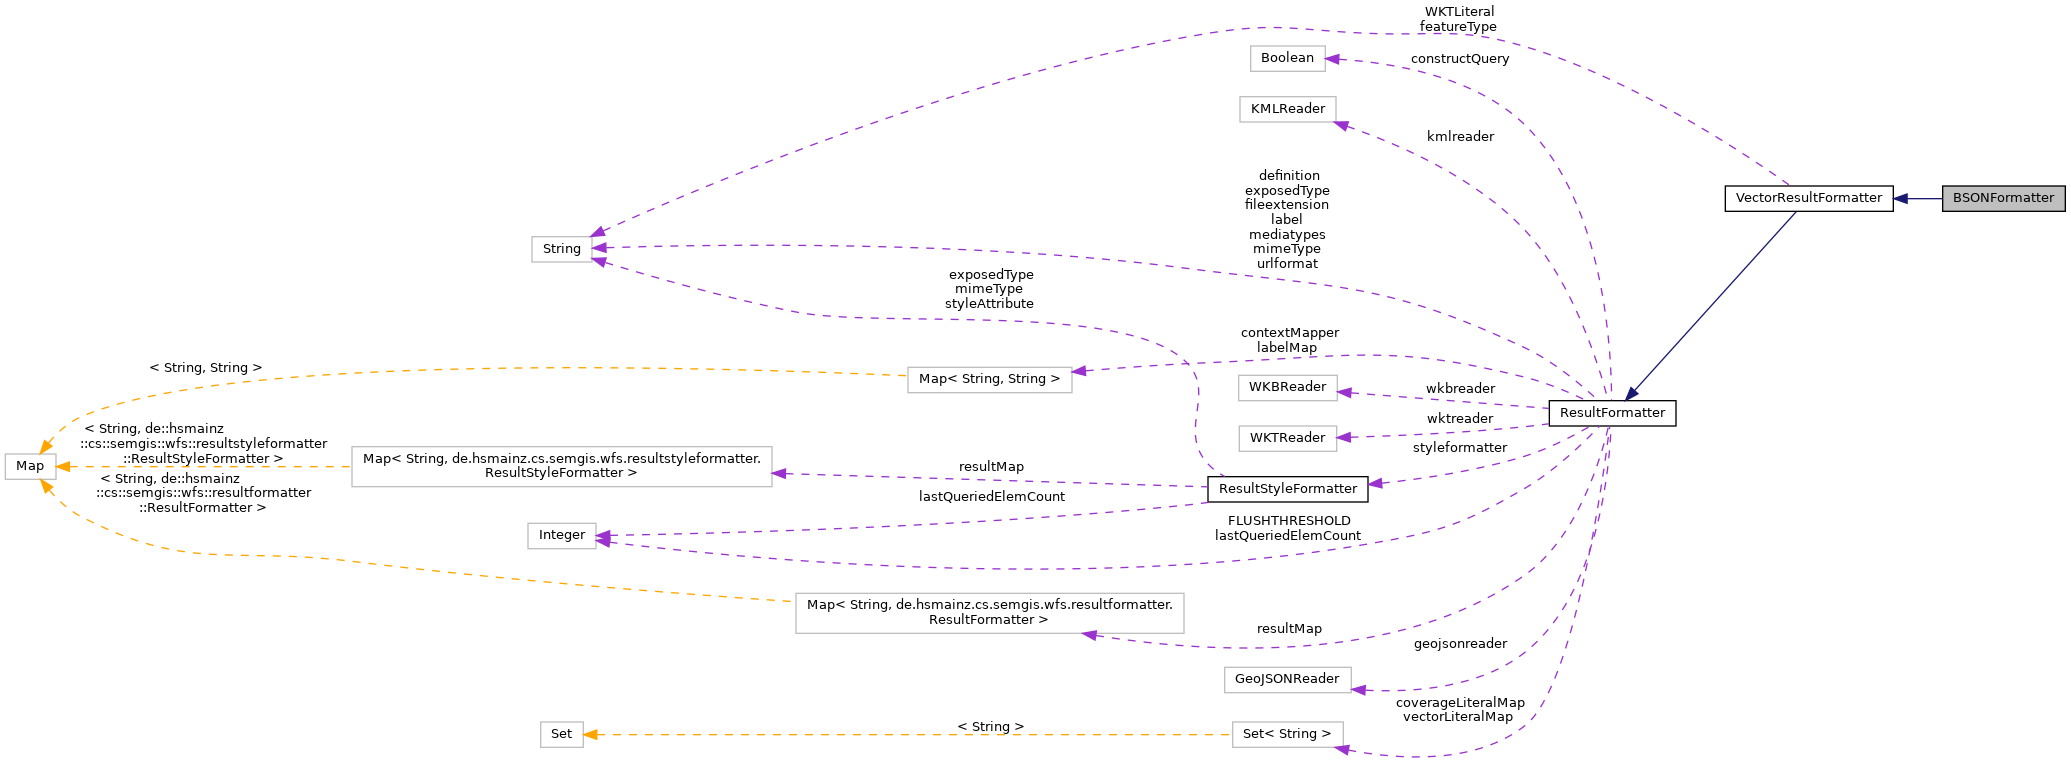 WKTLiteral
featureType
Boolean
constructQuery
KMLReader
kmlreader
definition
exposedType
fileextension
label
mediatypes
mimeType
urlformat
VectorResultFormatter
BSONFormatter
String
exposedType
mimeType
styleAttribute
contextMapper
labelMap
< String, String >
Map< String, String >
WKBReader
wkbreader
ResultFormatter
wktreader
WKTReader
styleformatter
< String, de::hsmainz
::cs::semgis::wfs::resultstyleformatter
::ResultStyleFormatter >
Map
Map< String, de.hsmainz.cs.semgis.wfs.resultstyleformatter.
ResultStyleFormatter >
resultMap
ResultStyleFormatter
< String, de::hsmainz
::cs::semgis::wfs::resultformatter
::ResultFormatter >
lastQueriedElemCount
Integer
FLUSHTHRESHOLD
lastQueriedElemCount
Map< String, de.hsmainz.cs.semgis.wfs.resultformatter.
ResultFormatter >
resultMap
geojsonreader
GeoJSONReader
coverageLiteralMap
vectorLiteralMap
Set
< String >
Set< String >